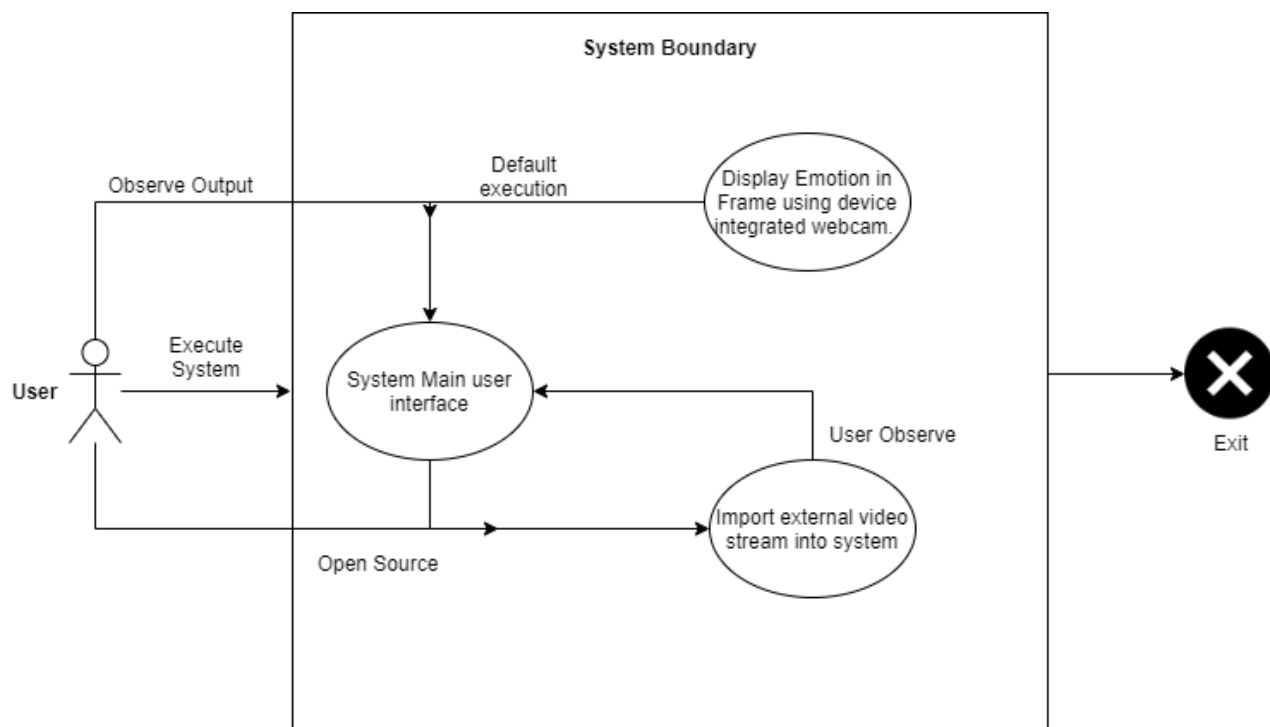 System Boundary
Observe Output
Default
execution
Display Emotion in
Frame using device
integrated webcam.
User
Execute
System
System Main user
interface
User Observe
Exit
Import external video
stream into system
Open Source